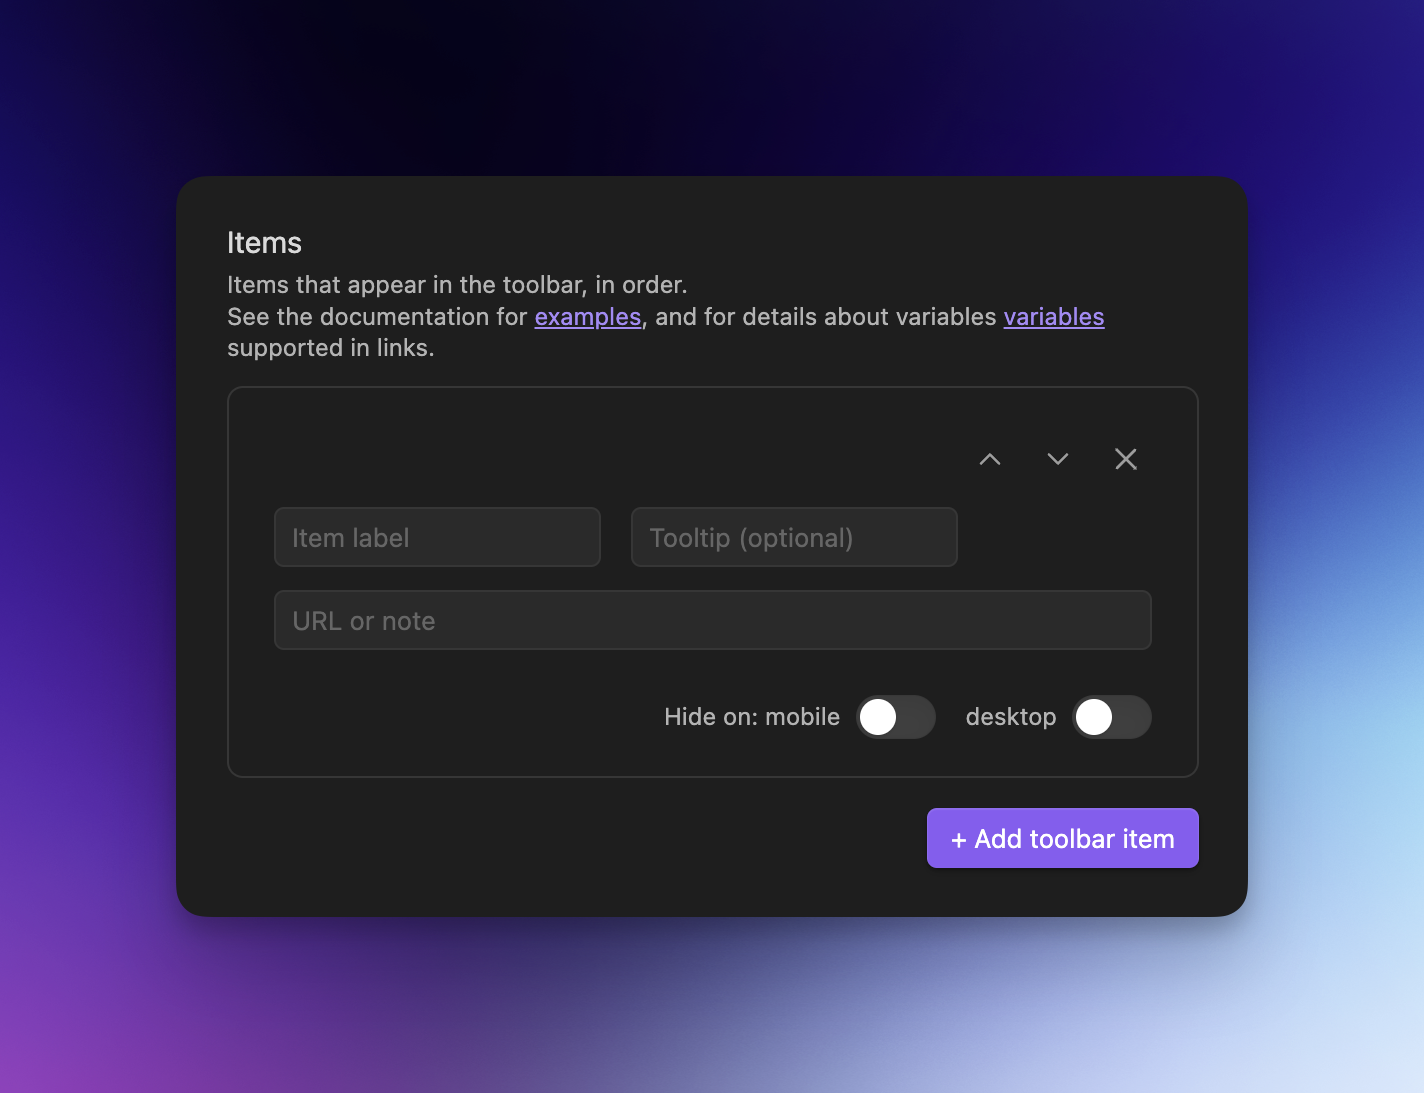 Items
Items that appear in the toolbar, in order.
See the documentation for examples, and for details about variables variables
supported in links.
Item label
Tooltip (optional)
URL or note
Hide on: mobile
desktop
+ Add toolbar item